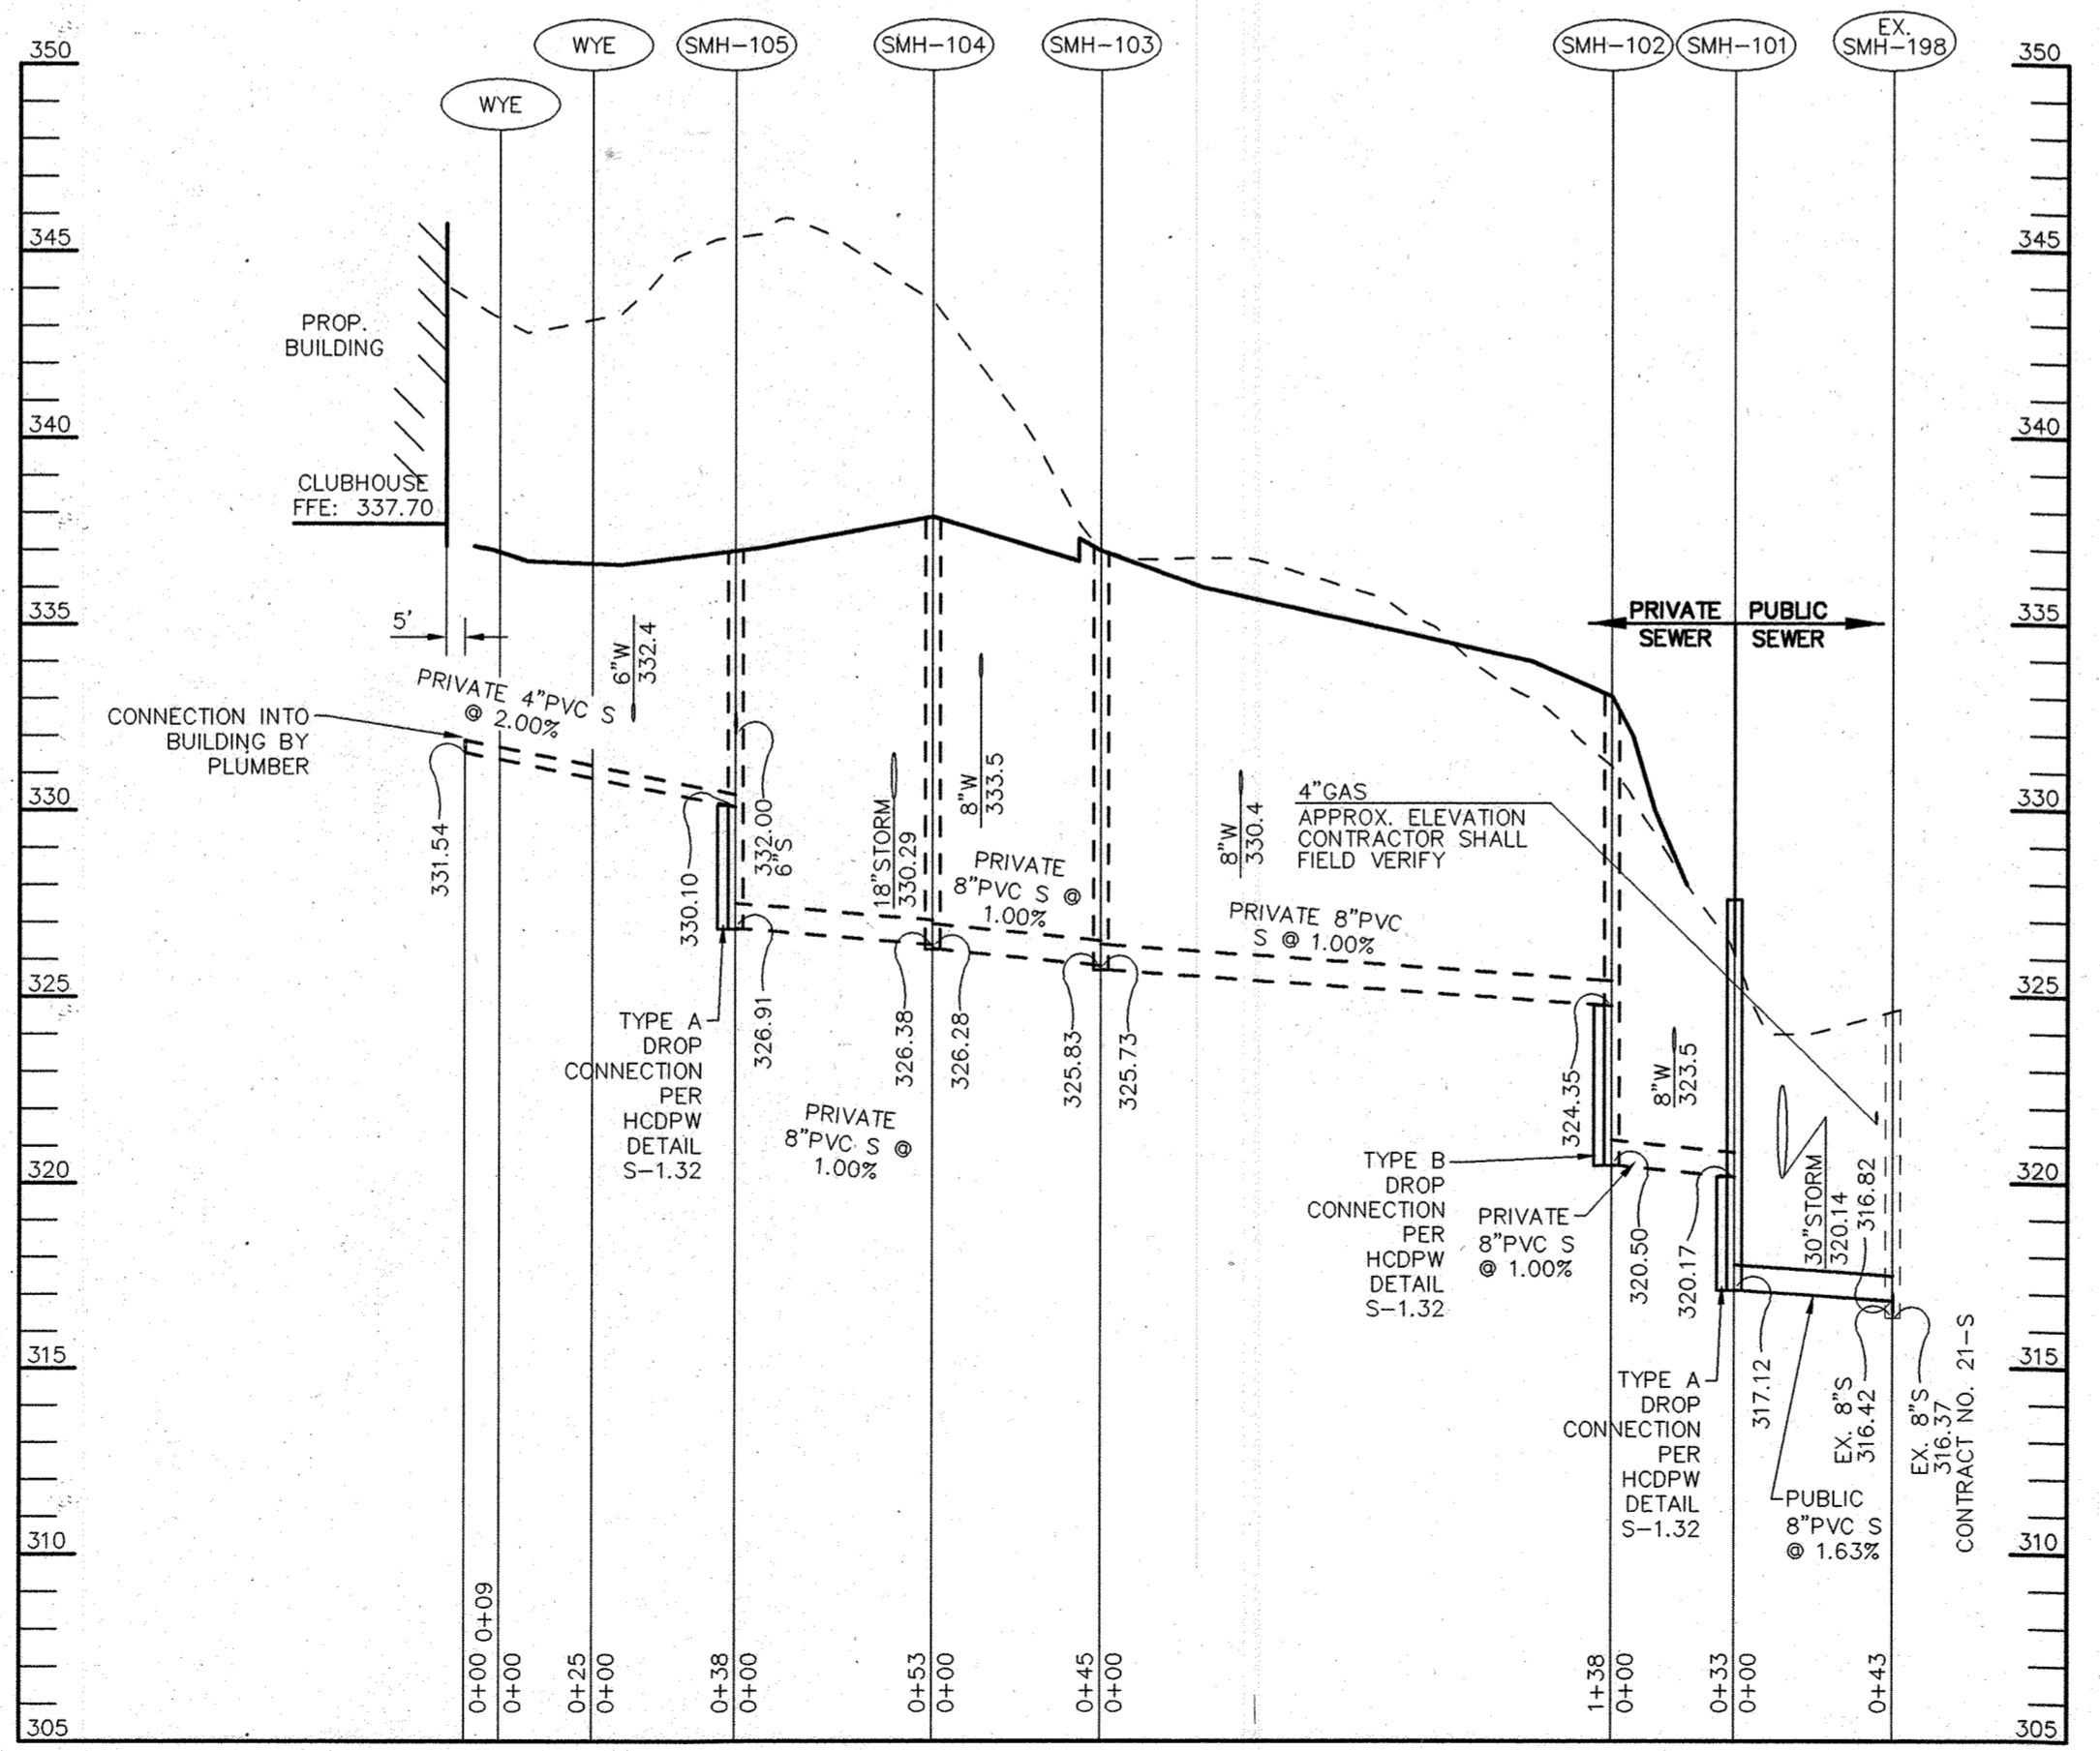 WYE
SMH-105
SMH-104
SMH-103
SMH-102
SMH-101
EX.
SMH-198
WYE
350
350
345
345
340
340
335
335
330
330
325
325
320
320
315
315
310
310
305
305
PROP.
BUILDING
CLUBHOUSE
FFE: 337.70
5'
PRIVATE 4"PVC S
@ 2.00%
CONNECTION INTO
BUILDING BY
PLUMBER
331.54
6"W
332.4
330.10
332.00
6"S
326.91
TYPE A
DROP
CONNECTION
PER
HCDPW
DETAIL
S-1.32
18"STORM
330.29
8"W
333.5
PRIVATE
8"PVC S @
1.00%
326.38
326.28
PRIVATE
8"PVC S @
1.00%
325.83
325.73
8"W
330.4
4"GAS
APPROX. ELEVATION
CONTRACTOR SHALL
FIELD VERIFY
PRIVATE 8"PVC
S @ 1.00%
PRIVATE
SEWER
PUBLIC
SEWER
324.35
8"W
323.5
TYPE B
DROP
CONNECTION
PER
HCDPW
DETAIL
S-1.32
PRIVATE
8"PVC S
@ 1.00%
320.50
320.17
30"STORM
320.14
316.82
TYPE A
DROP
CONNECTION
PER
HCDPW
DETAIL
S-1.32
317.12
EX. 8"S
316.42
EX. 8"S
316.37
CONTRACT NO. 21-S
PUBLIC
8"PVC S
@ 1.63%
0+00
0+09
0+00
0+25
0+00
0+38
0+00
0+53
0+00
0+45
0+00
1+38
0+00
0+33
0+00
0+43